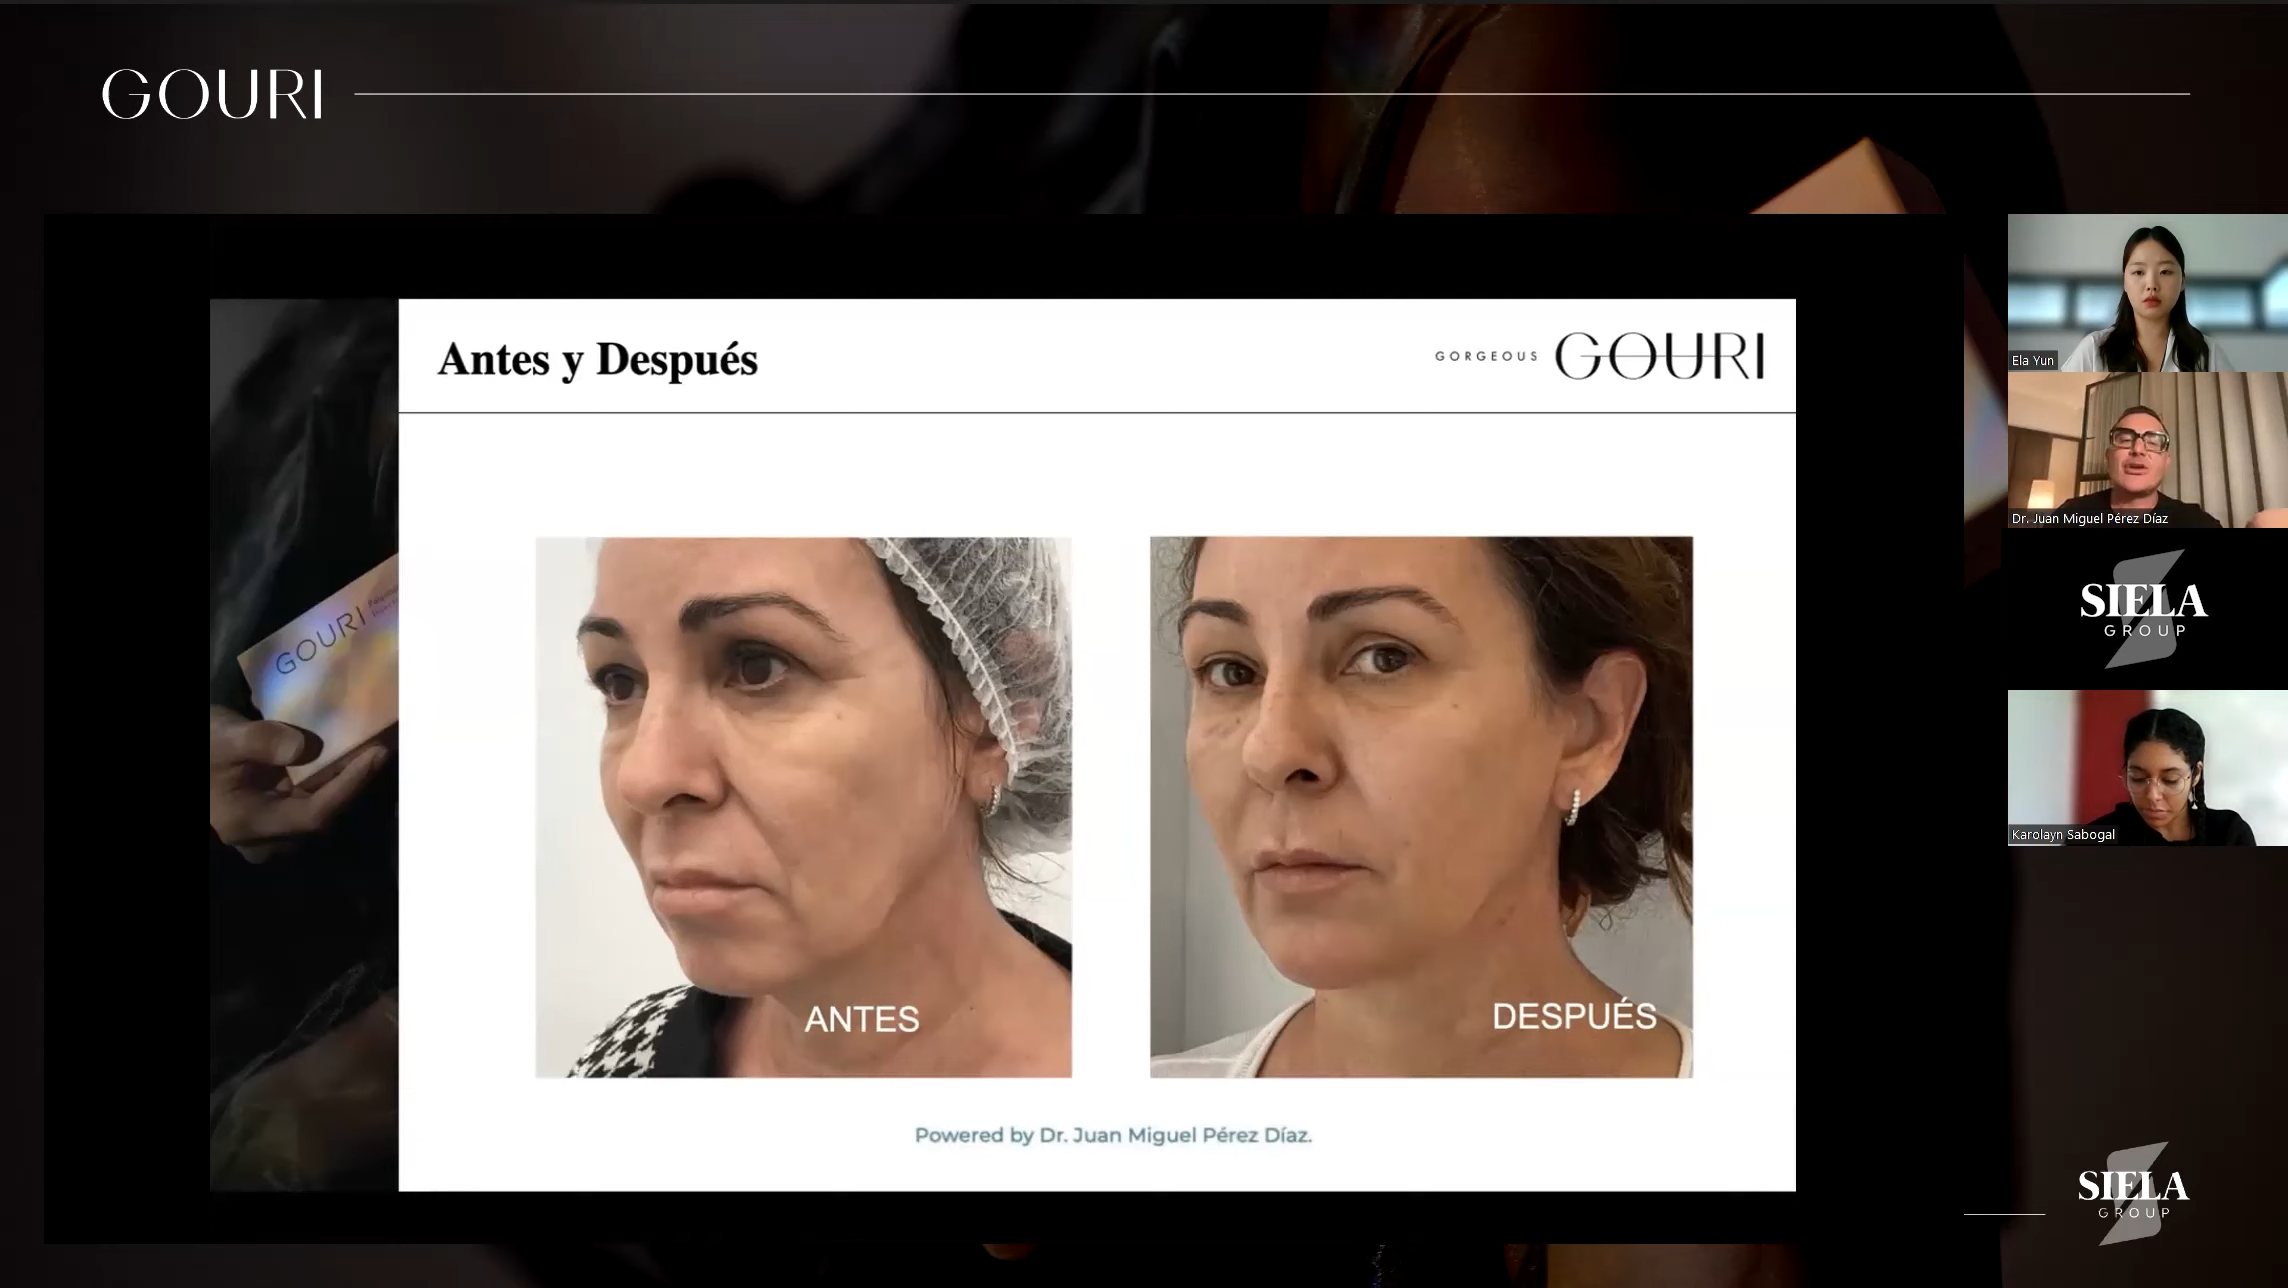 GOURI
Antes y Después
GORGEOUS GOURI
GOURI
ANTES
DESPUÉS
Powered by Dr. Juan Miguel Pérez Díaz.
Ela Yun
Dr. Juan Miguel Pérez Díaz
SIELA
GROUP
Karolayn Sabogal
SIELA
GROUP